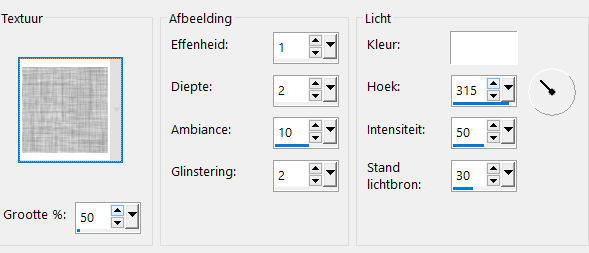 Textuur
Grootte %: 50
Afbeelding
Effenheid: 1
Diepte: 2
Ambiance: 10
Glinstering: 2
Licht
Kleur:
Hoek: 315
Intensiteit: 50
Stand
lichtbron: 30